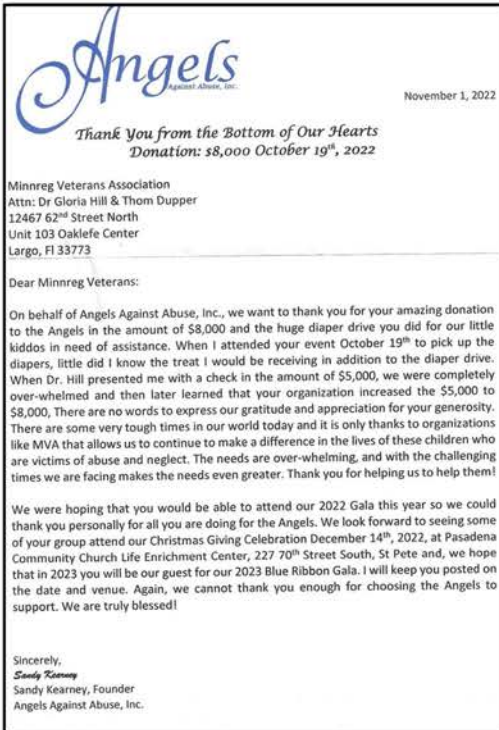 Angels
Against Abuse, Inc.
November 1, 2022
Thank You from the Bottom of Our Hearts
Donation: $8,000 October 19th, 2022
Minnreg Veterans Association
Attn: Dr Gloria Hill & Thom Dupper
12467 62nd Street North
Unit 103 Oaklefe Center
Largo, Fl 33773
Dear Minnreg Veterans:
On behalf of Angels Against Abuse, Inc., we want to thank you for your amazing donation
to the Angels in the amount of $8,000 and the huge diaper drive you did for our little
kiddos in need of assistance. When I attended your event October 19th to pick up the
diapers, little did I know the treat I would be receiving in addition to the diaper drive.
When Dr. Hill presented me with a check in the amount of $5,000, we were completely
over-whelmed and then later learned that your organization increased the $5,000 to
$8,000, There are no words to express our gratitude and appreciation for your generosity.
There are some very tough times in our world today and it is only thanks to organizations
like MVA that allows us to continue to make a difference in the lives of these children who
are victims of abuse and neglect. The needs are over-whelming, and with the challenging
times we are facing makes the needs even greater. Thank you for helping us to help them!
We were hoping that you would be able to attend our 2022 Gala this year so we could
thank you personally for all you are doing for the Angels. We look forward to seeing some
of your group attend our Christmas Giving Celebration December 14th, 2022, at Pasadena
Community Church Life Enrichment Center, 227 70th Street South, St Pete and, we hope
that in 2023 you will be our guest for our 2023 Blue Ribbon Gala. I will keep you posted on
the date and venue. Again, we cannot thank you enough for choosing the Angels to
support. We are truly blessed!
Sincerely,
Sandy Kearney
Sandy Kearney, Founder
Angels Against Abuse, Inc.